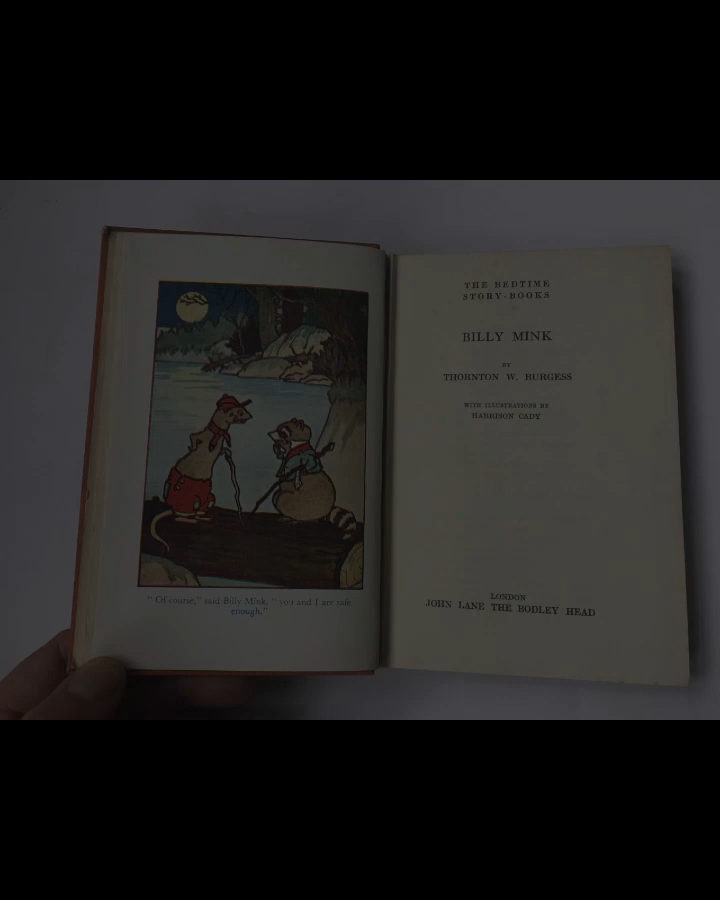 "Of course," said Billy Mink, "you and I are safe
enough."
THE BEDTIME
STORY-BOOKS
BILLY MINK
BY
THORNTON W. BURGESS
WITH ILLUSTRATIONS BY
HARRISON CADY
LONDON
JOHN LANE THE BODLEY HEAD